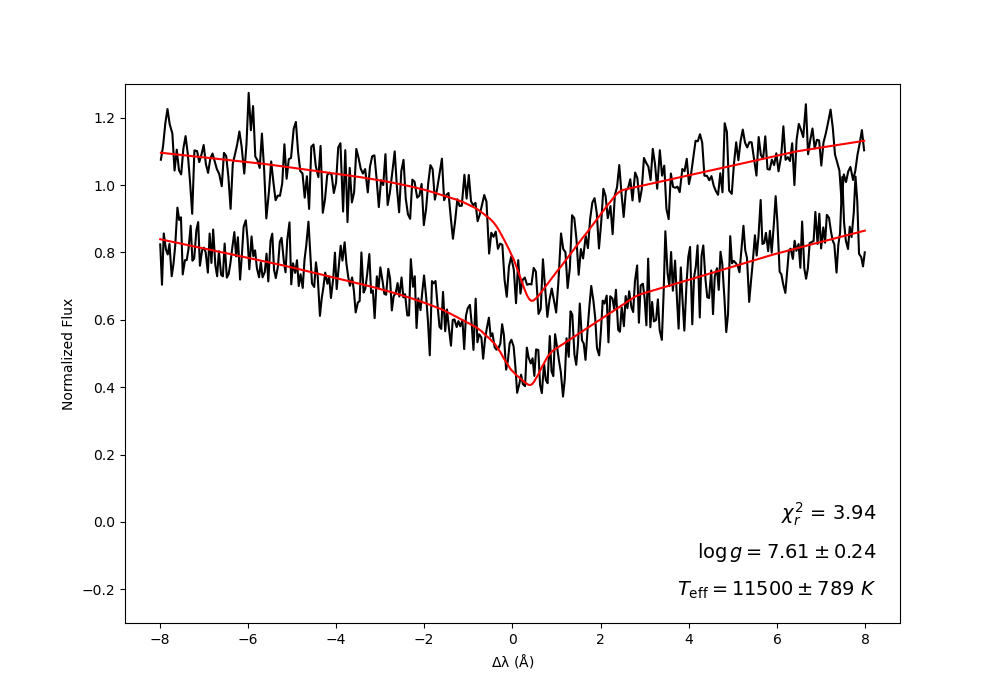 1.2
1.0
0.8
0.6
0.4
0.2
0.0
−0.2
Normalized Flux
χ²ᵣ = 3.94
log g = 7.61 ± 0.24
T_eff = 11500 ± 789 K
−8 −6 −4 −2 0 2 4 6 8
Δλ (Å)